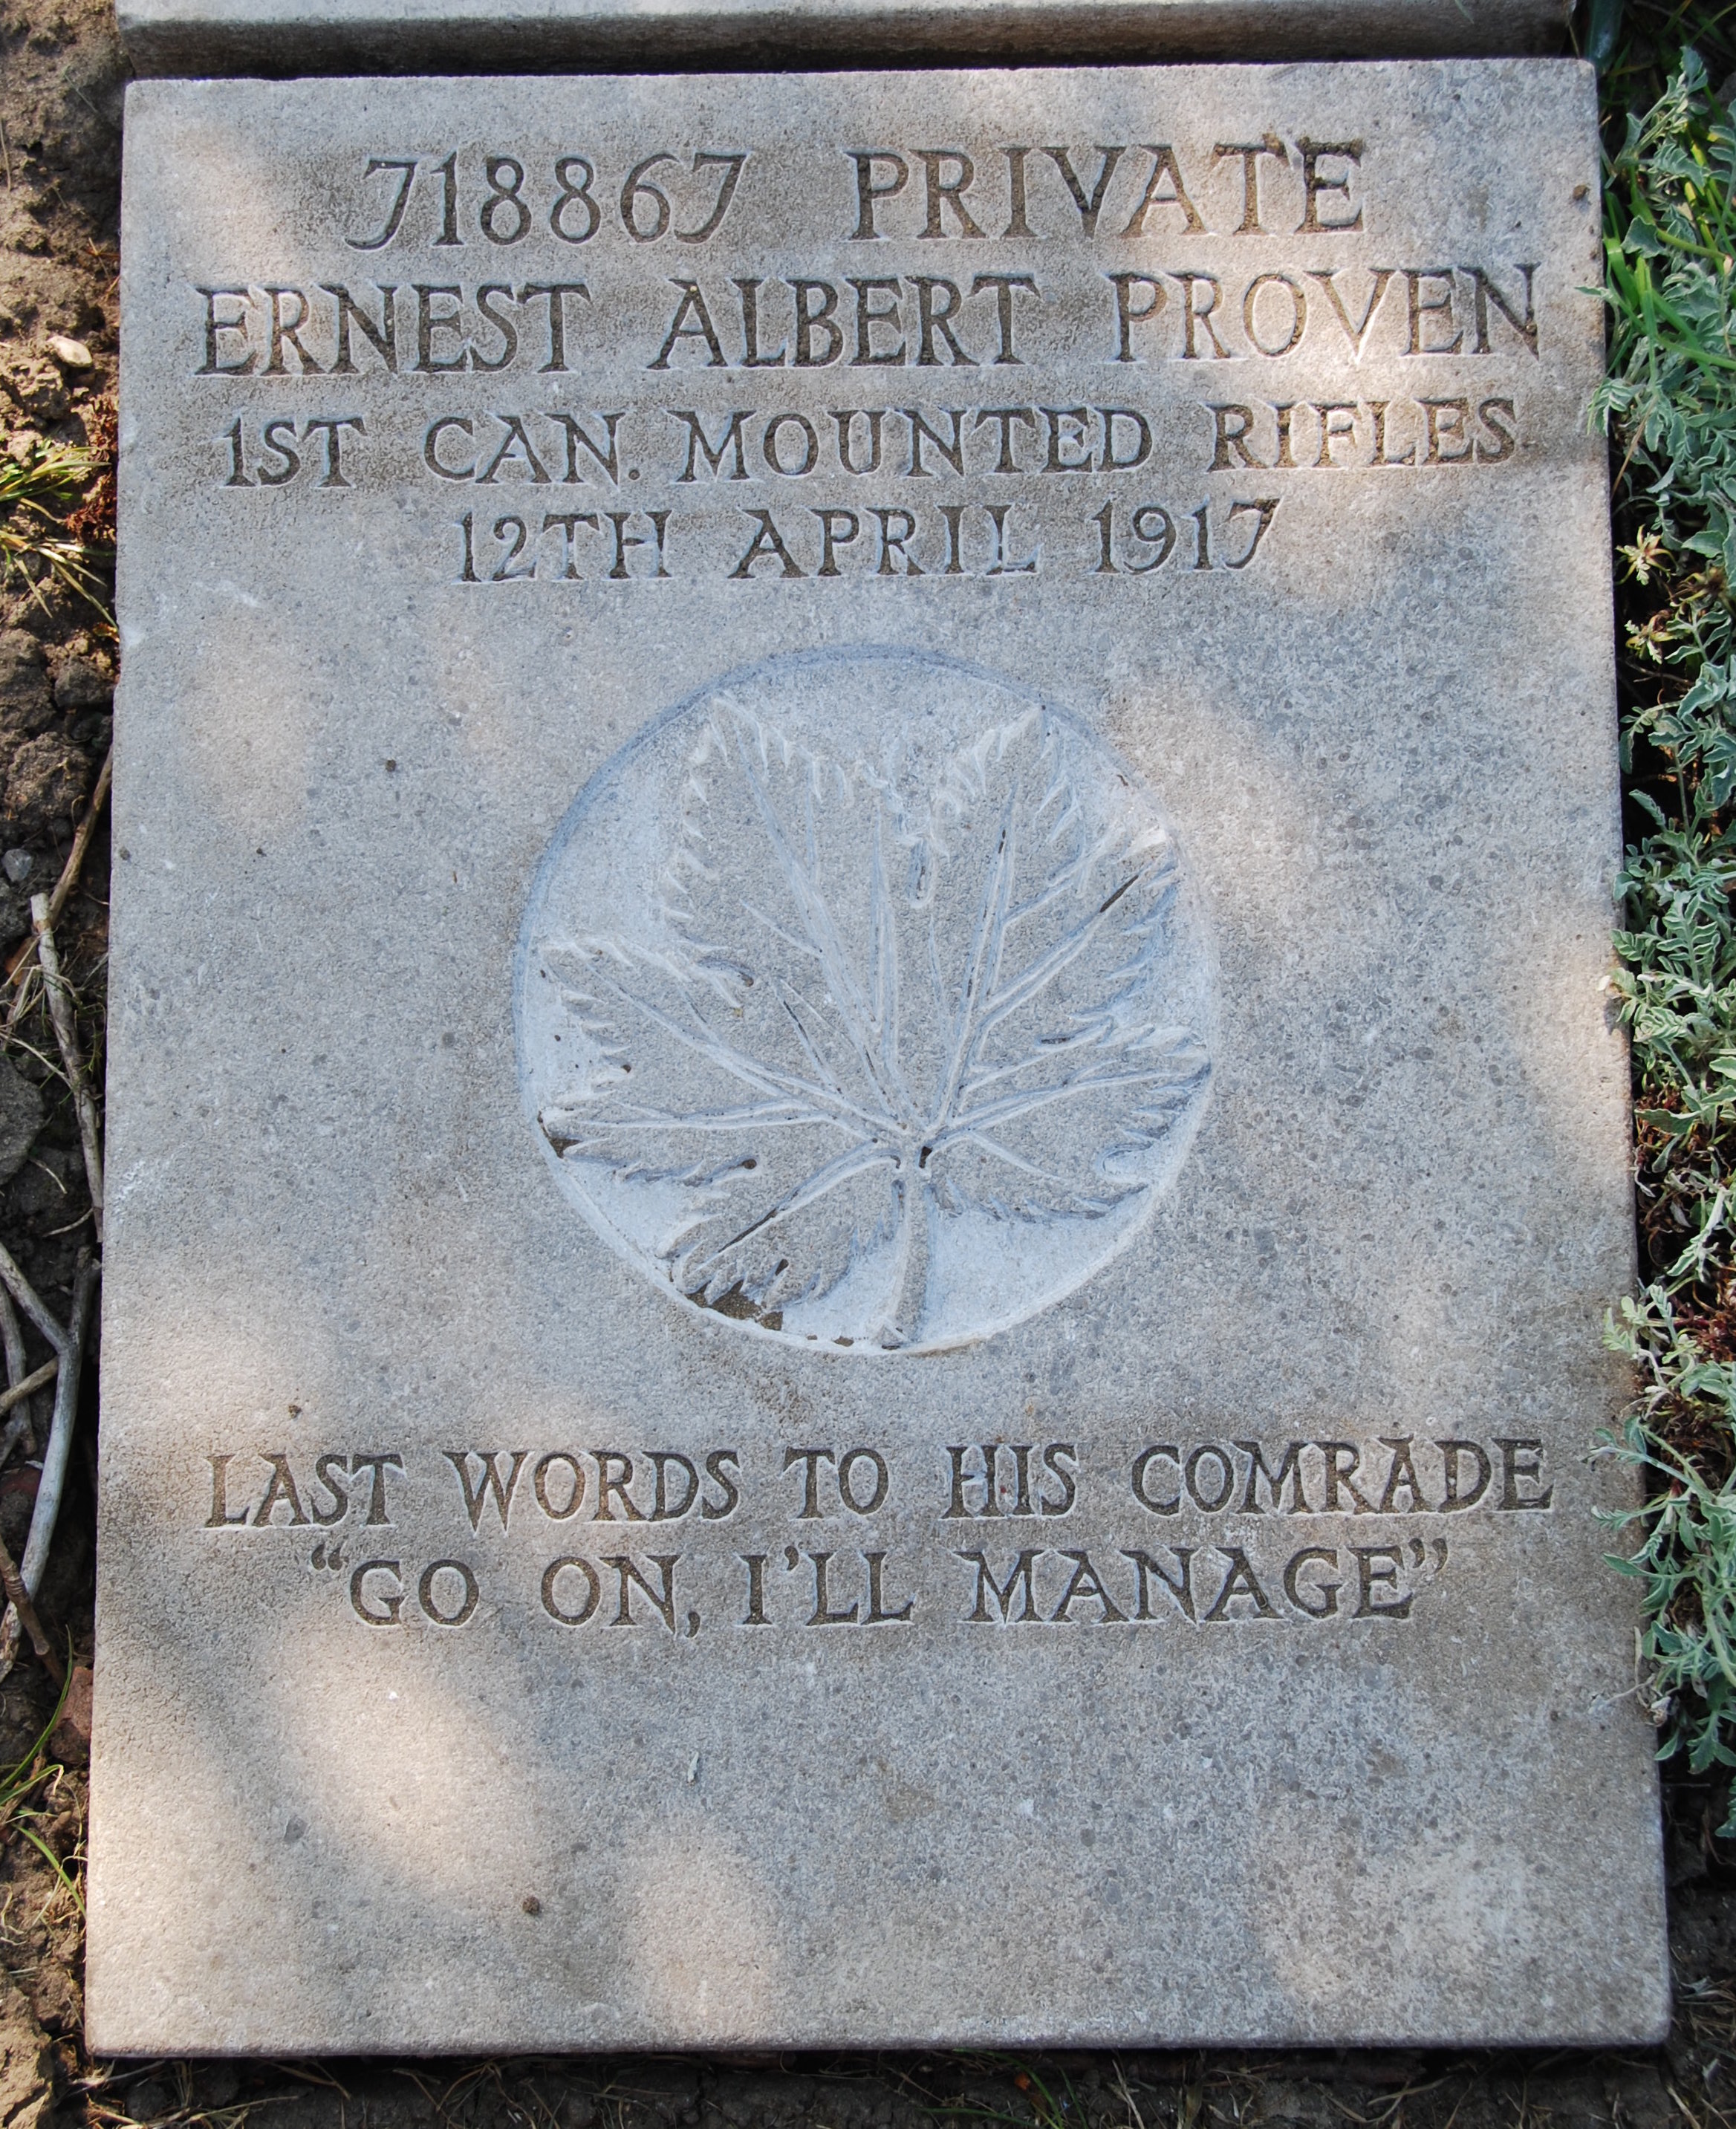 718867 PRIVATE
ERNEST ALBERT PROVEN
1ST CAN. MOUNTED RIFLES
12TH APRIL 1917
LAST WORDS TO HIS COMRADE
“GO ON, I'LL MANAGE”